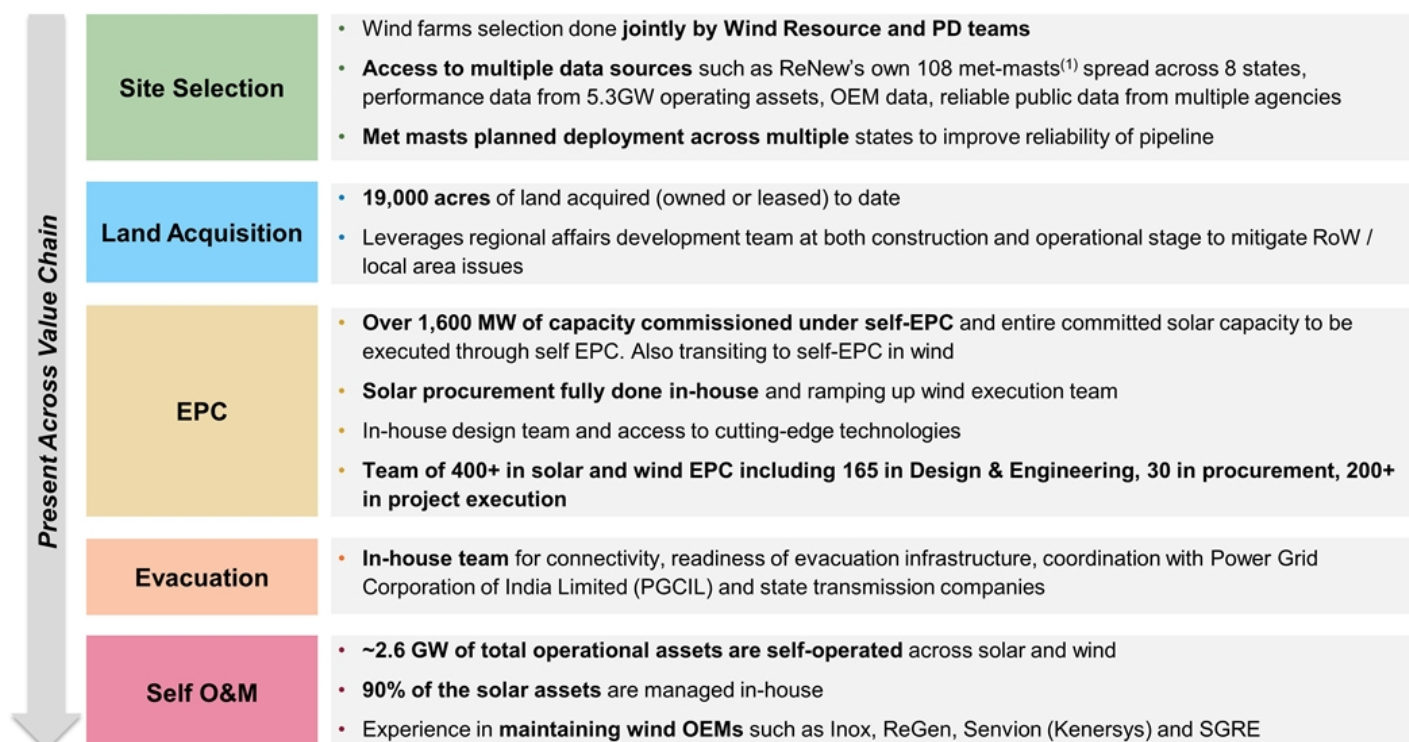 Present Across Value Chain
Site Selection
• Wind farms selection done jointly by Wind Resource and PD teams
• Access to multiple data sources such as ReNew's own 108 met-masts(1) spread across 8 states,
performance data from 5.3GW operating assets, OEM data, reliable public data from multiple agencies
• Met masts planned deployment across multiple states to improve reliability of pipeline
Land Acquisition
• 19,000 acres of land acquired (owned or leased) to date
• Leverages regional affairs development team at both construction and operational stage to mitigate RoW /
local area issues
EPC
• Over 1,600 MW of capacity commissioned under self-EPC and entire committed solar capacity to be
executed through self EPC. Also transiting to self-EPC in wind
• Solar procurement fully done in-house and ramping up wind execution team
• In-house design team and access to cutting-edge technologies
• Team of 400+ in solar and wind EPC including 165 in Design & Engineering, 30 in procurement, 200+
in project execution
Evacuation
• In-house team for connectivity, readiness of evacuation infrastructure, coordination with Power Grid
Corporation of India Limited (PGCIL) and state transmission companies
Self O&M
• ~2.6 GW of total operational assets are self-operated across solar and wind
• 90% of the solar assets are managed in-house
• Experience in maintaining wind OEMs such as Inox, ReGen, Senvion (Kenersys) and SGRE